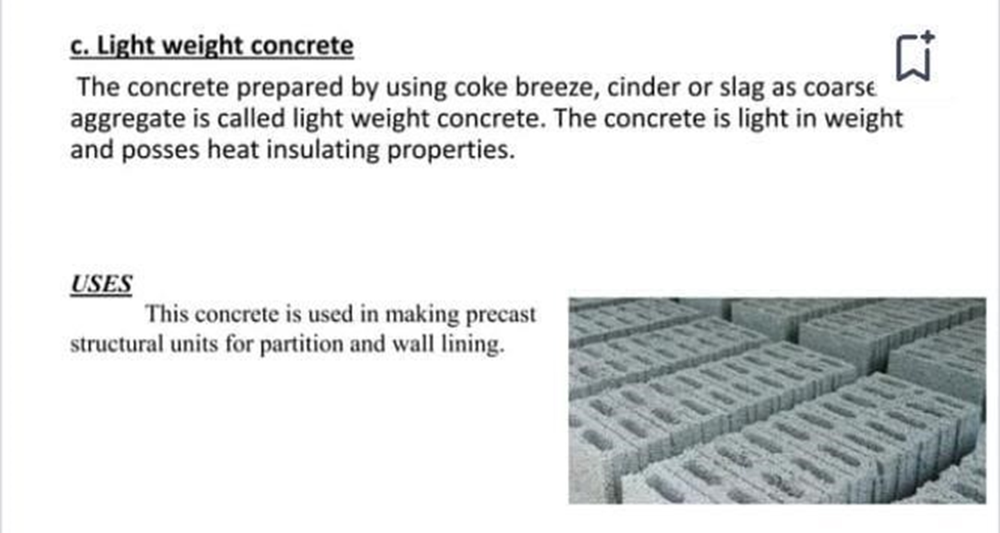 c. Light weight concrete
The concrete prepared by using coke breeze, cinder or slag as coarse
aggregate is called light weight concrete. The concrete is light in weight
and posses heat insulating properties.
USES
This concrete is used in making precast
structural units for partition and wall lining.